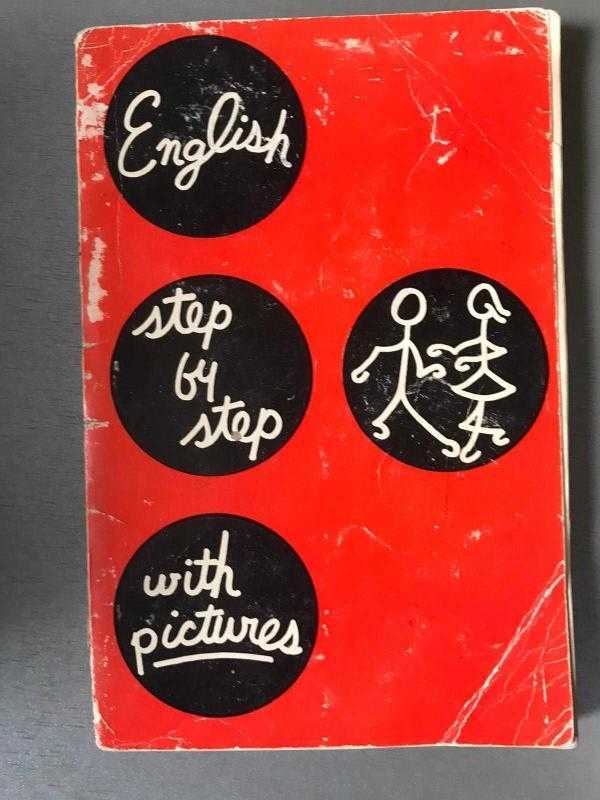 English
step
by
step
with
pictures